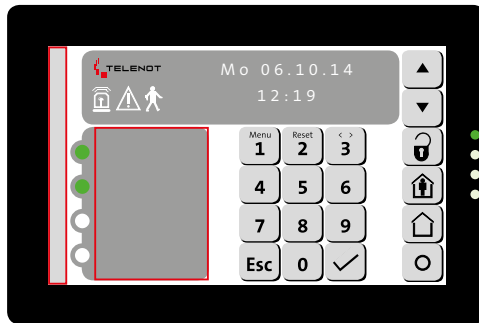 TELENOT
Mo 06.10.14
12:19
Menu Reset < >
1 2 3
4 5 6
7 8 9
Esc 0